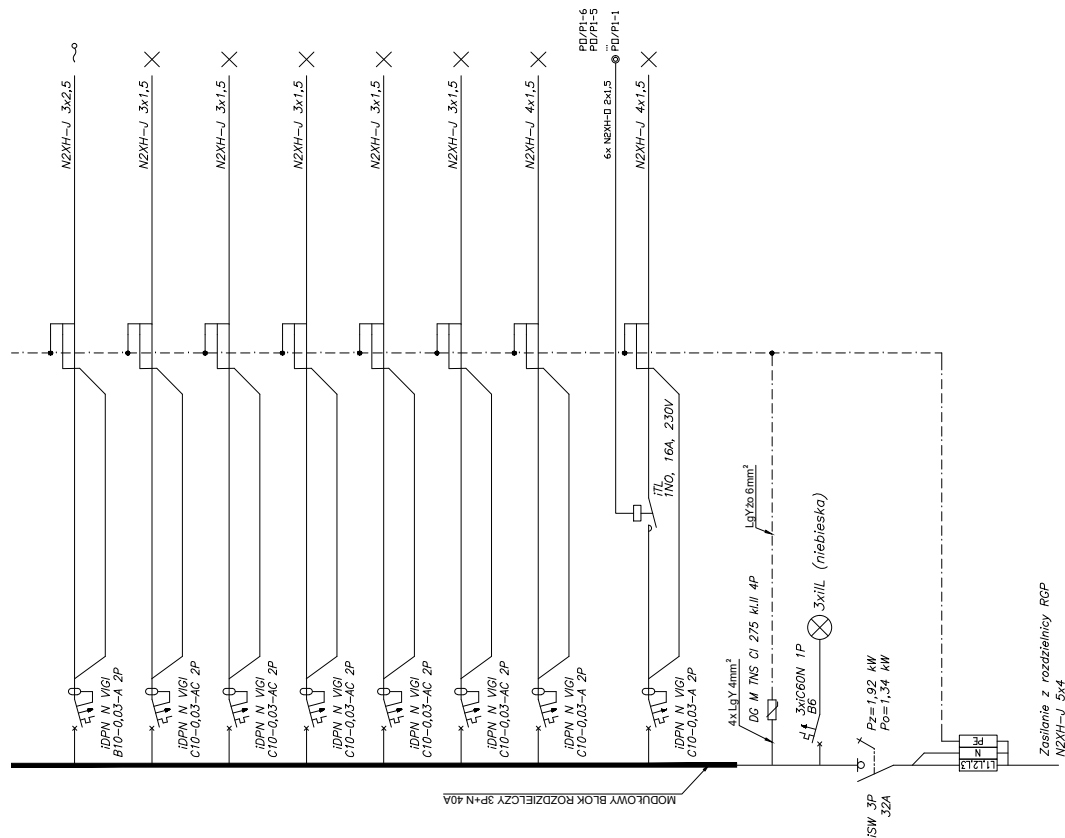 N2XH-J 3x2,5
N2XH-J 3x1,5
N2XH-J 3x1,5
N2XH-J 3x1,5
N2XH-J 3x1,5
N2XH-J 3x1,5
N2XH-J 4x1,5
6x N2XH-O 2x1,5
PO/P1-6
PO/P1-5
...
PO/P1-1
N2XH-J 4x1,5
iTL
1NO, 16A, 230V
iDPN N VIGI
B10-0,03-A 2P
iDPN N VIGI
C10-0,03-AC 2P
iDPN N VIGI
C10-0,03-AC 2P
iDPN N VIGI
C10-0,03-AC 2P
iDPN N VIGI
C10-0,03-AC 2P
iDPN N VIGI
C10-0,03-AC 2P
iDPN N VIGI
C10-0,03-AC 2P
iDPN N VIGI
C10-0,03-A 2P
MODUŁOWY BLOK ROZDZIELCZY 3P+N 40A
4x LgY 4mm²
DG M TNS CI 275 kl.II 4P
LgYżo 6mm²
3xiC60N 1P
B6
3xiIL (niebieska)
iSW 3P
32A
Pz=1,92 kW
Po=1,34 kW
L1,L2,L3
N
PE
Zasilanie z rozdzielnicy RGP
N2XH-J 5x4